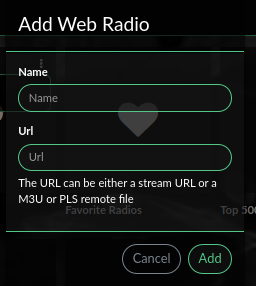 Add Web Radio
Name
Name
Url
Url
The URL can be either a stream URL or a
M3U or PLS remote file
Favorite Radios
Top 500
Cancel
Add